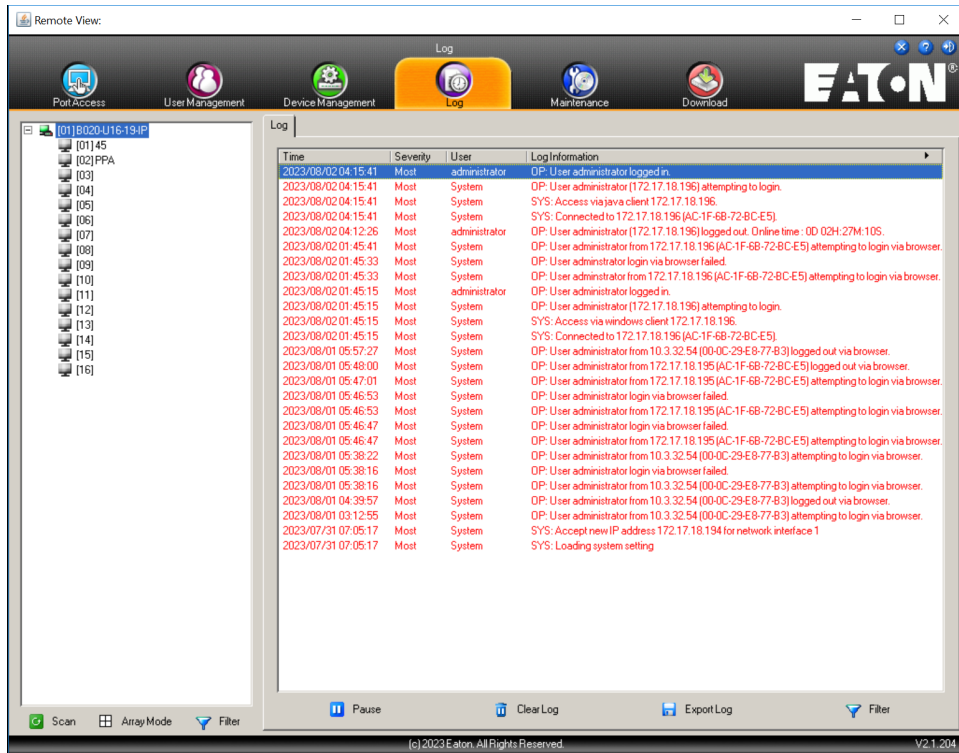 Remote View:
Log
Port Access User Management Device Management Log Maintenance Download
EATON®
[01]B020-U16-19-IP
[01] 45
[02] PPA
[03]
[04]
[05]
[06]
[07]
[08]
[09]
[10]
[11]
[12]
[13]
[14]
[15]
[16]
Scan Array Mode Filter
Log
Time Severity User Log Information
2023/08/02 04:15:41 Most administrator OP: User administrator logged in.
2023/08/02 04:15:41 Most System OP: User administrator (172.17.18.196) attempting to login.
2023/08/02 04:15:41 Most System SYS: Access via java client 172.17.18.196.
2023/08/02 04:15:41 Most System SYS: Connected to 172.17.18.196 (AC-1F-6B-72-BC-E5).
2023/08/02 04:12:26 Most administrator OP: User administrator (172.17.18.196) logged out. Online time : 0D 02H:27M:10S.
2023/08/02 01:45:41 Most System OP: User administrator from 172.17.18.196 (AC-1F-6B-72-BC-E5) attempting to login via browser.
2023/08/02 01:45:33 Most System OP: User adminstrator login via browser failed.
2023/08/02 01:45:33 Most System OP: User adminstrator from 172.17.18.196 (AC-1F-6B-72-BC-E5) attempting to login via browser.
2023/08/02 01:45:15 Most administrator OP: User administrator logged in.
2023/08/02 01:45:15 Most System OP: User administrator (172.17.18.196) attempting to login.
2023/08/02 01:45:15 Most System SYS: Access via windows client 172.17.18.196.
2023/08/02 01:45:15 Most System SYS: Connected to 172.17.18.196 (AC-1F-6B-72-BC-E5).
2023/08/01 05:57:27 Most System OP: User administrator from 10.3.32.54 (00-0C-29-E8-77-B3) logged out via browser.
2023/08/01 05:48:00 Most System OP: User administrator from 172.17.18.195 (AC-1F-6B-72-BC-E5) logged out via browser.
2023/08/01 05:47:01 Most System OP: User administrator from 172.17.18.195 (AC-1F-6B-72-BC-E5) attempting to login via browser.
2023/08/01 05:46:53 Most System OP: User administrator login via browser failed.
2023/08/01 05:46:53 Most System OP: User administrator from 172.17.18.195 (AC-1F-6B-72-BC-E5) attempting to login via browser.
2023/08/01 05:46:47 Most System OP: User administrator login via browser failed.
2023/08/01 05:46:47 Most System OP: User administrator from 172.17.18.195 (AC-1F-6B-72-BC-E5) attempting to login via browser.
2023/08/01 05:38:22 Most System OP: User administrator from 10.3.32.54 (00-0C-29-E8-77-B3) attempting to login via browser.
2023/08/01 05:38:16 Most System OP: User administrator login via browser failed.
2023/08/01 05:38:16 Most System OP: User administrator from 10.3.32.54 (00-0C-29-E8-77-B3) attempting to login via browser.
2023/08/01 04:39:57 Most System OP: User administrator from 10.3.32.54 (00-0C-29-E8-77-B3) logged out via browser.
2023/08/01 03:12:55 Most System OP: User administrator from 10.3.32.54 (00-0C-29-E8-77-B3) attempting to login via browser.
2023/07/31 07:05:17 Most System SYS: Accept new IP address 172.17.18.194 for network interface 1
2023/07/31 07:05:17 Most System SYS: Loading system setting
Pause Clear Log Export Log Filter
(c) 2023 Eaton. All Rights Reserved. V2.1.204